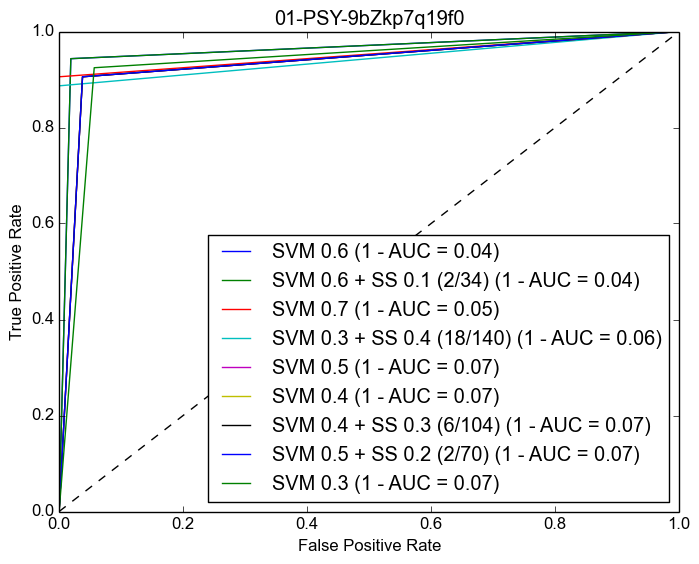 01-PSY-9bZkp7q19f0
1.0
0.8
0.6
0.4
0.2
0.0
True Positive Rate
SVM 0.6 (1 - AUC = 0.04)
SVM 0.6 + SS 0.1 (2/34) (1 - AUC = 0.04)
SVM 0.7 (1 - AUC = 0.05)
SVM 0.3 + SS 0.4 (18/140) (1 - AUC = 0.06)
SVM 0.5 (1 - AUC = 0.07)
SVM 0.4 (1 - AUC = 0.07)
SVM 0.4 + SS 0.3 (6/104) (1 - AUC = 0.07)
SVM 0.5 + SS 0.2 (2/70) (1 - AUC = 0.07)
SVM 0.3 (1 - AUC = 0.07)
0.0 0.2 0.4 0.6 0.8 1.0
False Positive Rate